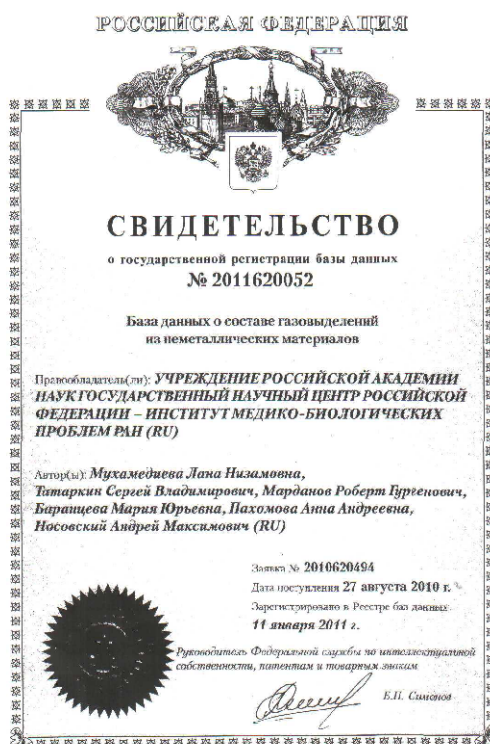 РОССИЙСКАЯ ФЕДЕРАЦИЯ
СВИДЕТЕЛЬСТВО
о государственной регистрации базы данных
№ 2011620052
База данных о составе газовыделений
из неметаллических материалов
Правообладатель(ли): УЧРЕЖДЕНИЕ РОССИЙСКОЙ АКАДЕМИИ
НАУК ГОСУДАРСТВЕННЫЙ НАУЧНЫЙ ЦЕНТР РОССИЙСКОЙ
ФЕДЕРАЦИИ – ИНСТИТУТ МЕДИКО-БИОЛОГИЧЕСКИХ
ПРОБЛЕМ РАН (RU)
Автор(ы): Мухамедиева Лана Низамовна,
Татаркин Сергей Владимирович, Марданов Роберт Гургенович,
Баранцева Мария Юрьевна, Пахомова Анна Андреевна,
Носовский Андрей Максимович (RU)
Заявка № 2010620494
Дата поступления 27 августа 2010 г.
Зарегистрировано в Реестре баз данных
11 января 2011 г.
Руководитель Федеральной службы по интеллектуальной
собственности, патентам и товарным знакам
Б.П. Симонов